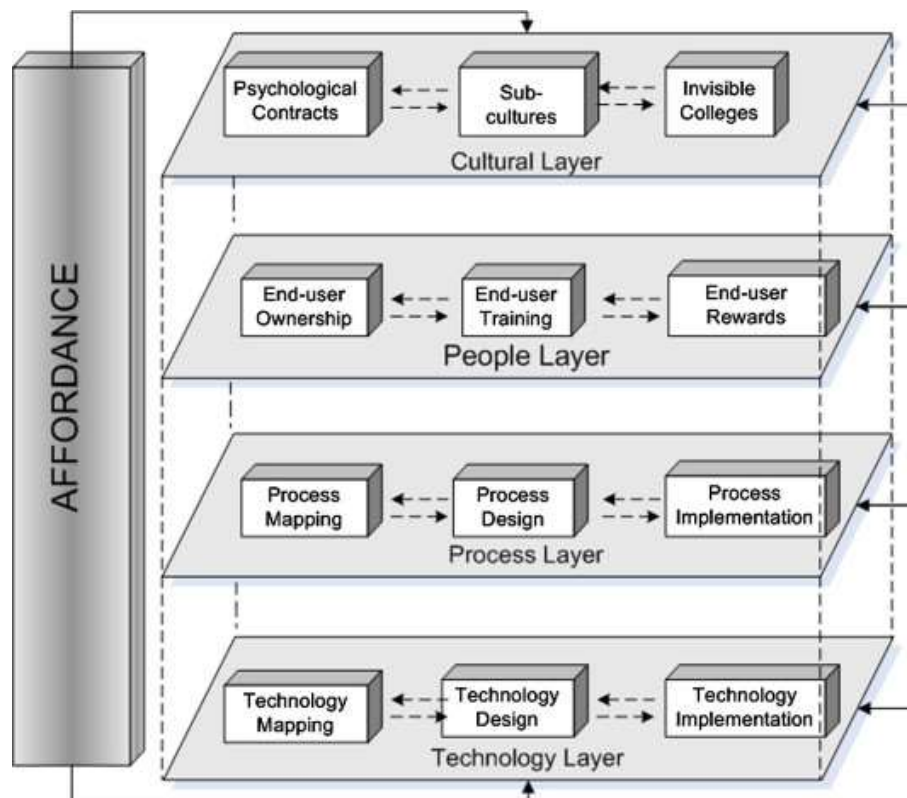 AFFORDANCE
Psychological
Contracts
Sub-
cultures
Invisible
Colleges
Cultural Layer
End-user
Ownership
End-user
Training
End-user
Rewards
People Layer
Process
Mapping
Process
Design
Process
Implementation
Process Layer
Technology
Mapping
Technology
Design
Technology
Implementation
Technology Layer